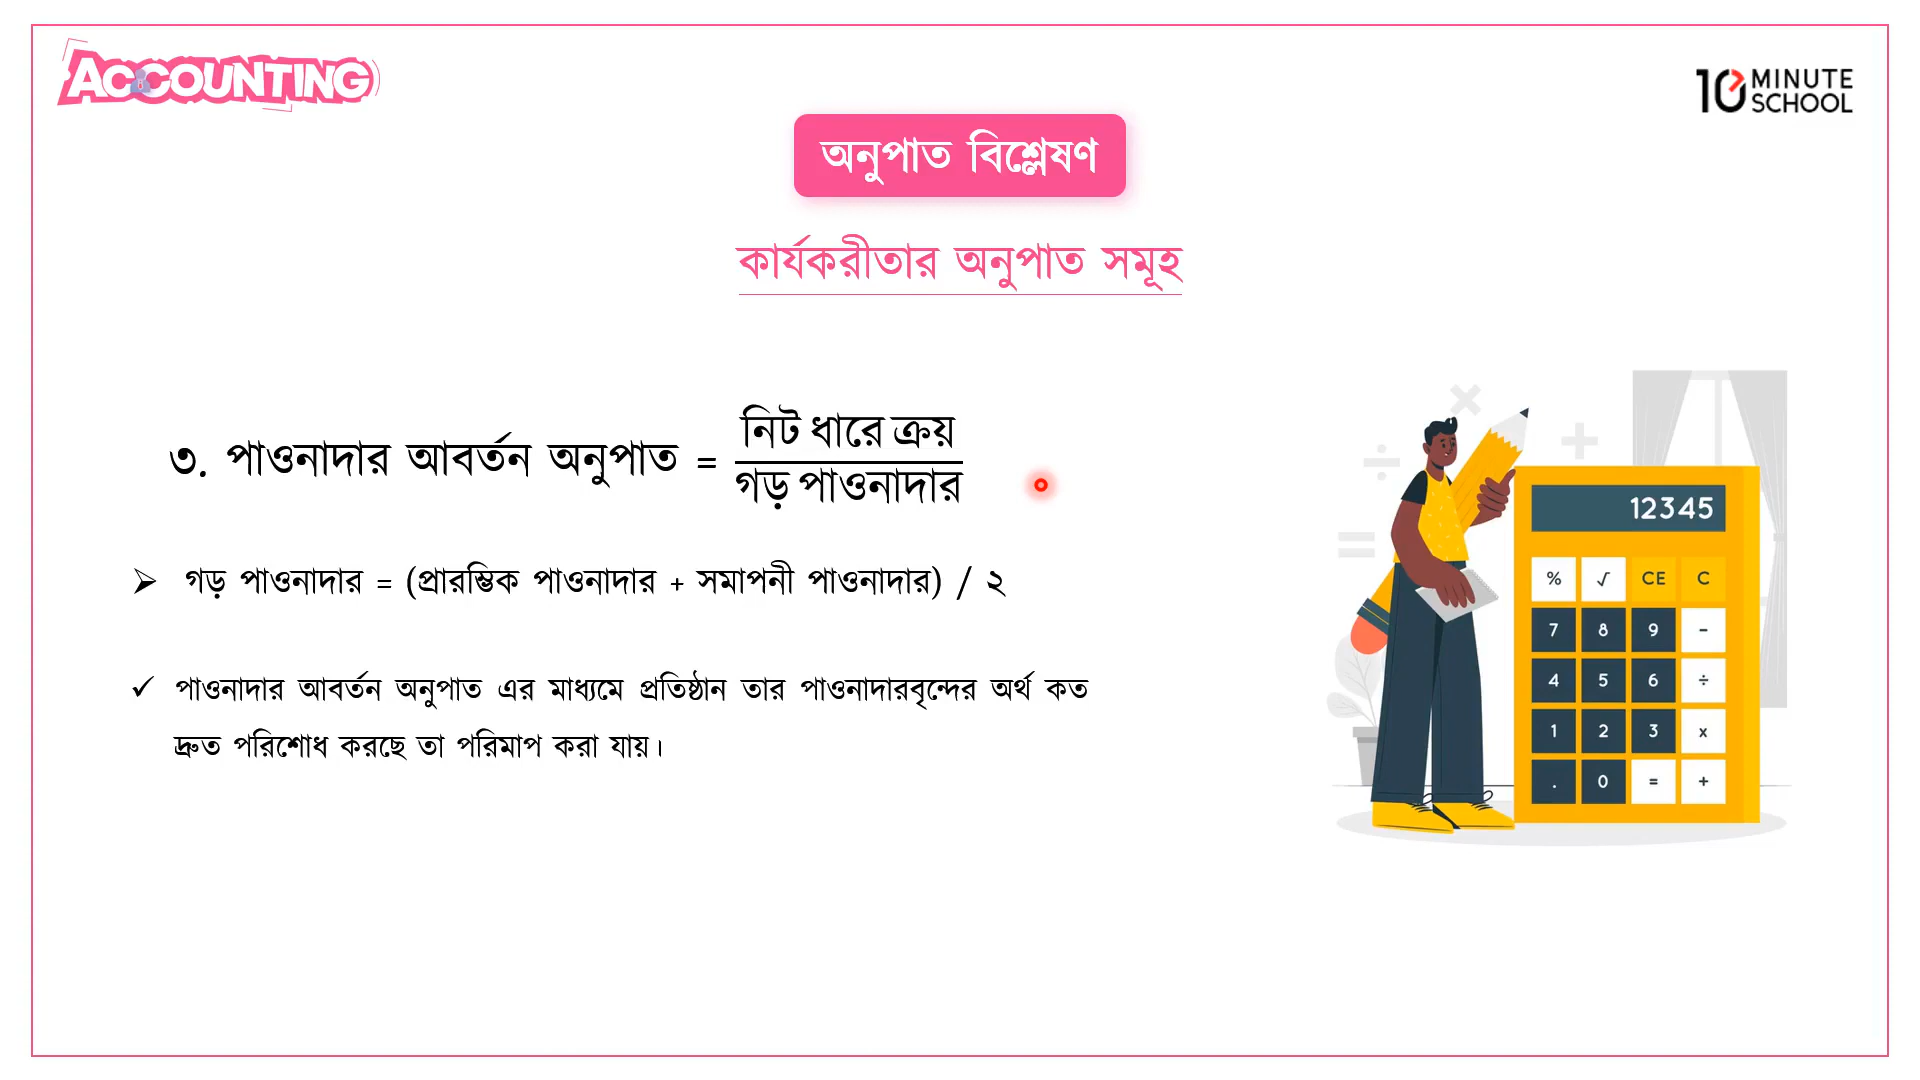 ACCOUNTING
10 MINUTE SCHOOL
অনুপাত বিশ্লেষণ
কার্যকরীতার অনুপাত সমূহ
৩. পাওনাদার আবর্তন অনুপাত = নিট ধারে ক্রয় / গড় পাওনাদার
➢ গড় পাওনাদার = (প্রারম্ভিক পাওনাদার + সমাপনী পাওনাদার) / ২
✓ পাওনাদার আবর্তন অনুপাত এর মাধ্যমে প্রতিষ্ঠান তার পাওনাদারবৃন্দের অর্থ কত
দ্রুত পরিশোধ করছে তা পরিমাপ করা যায়।
12345
% √ CE C
7 8 9 -
4 5 6 ÷
1 2 3 x
. 0 = +